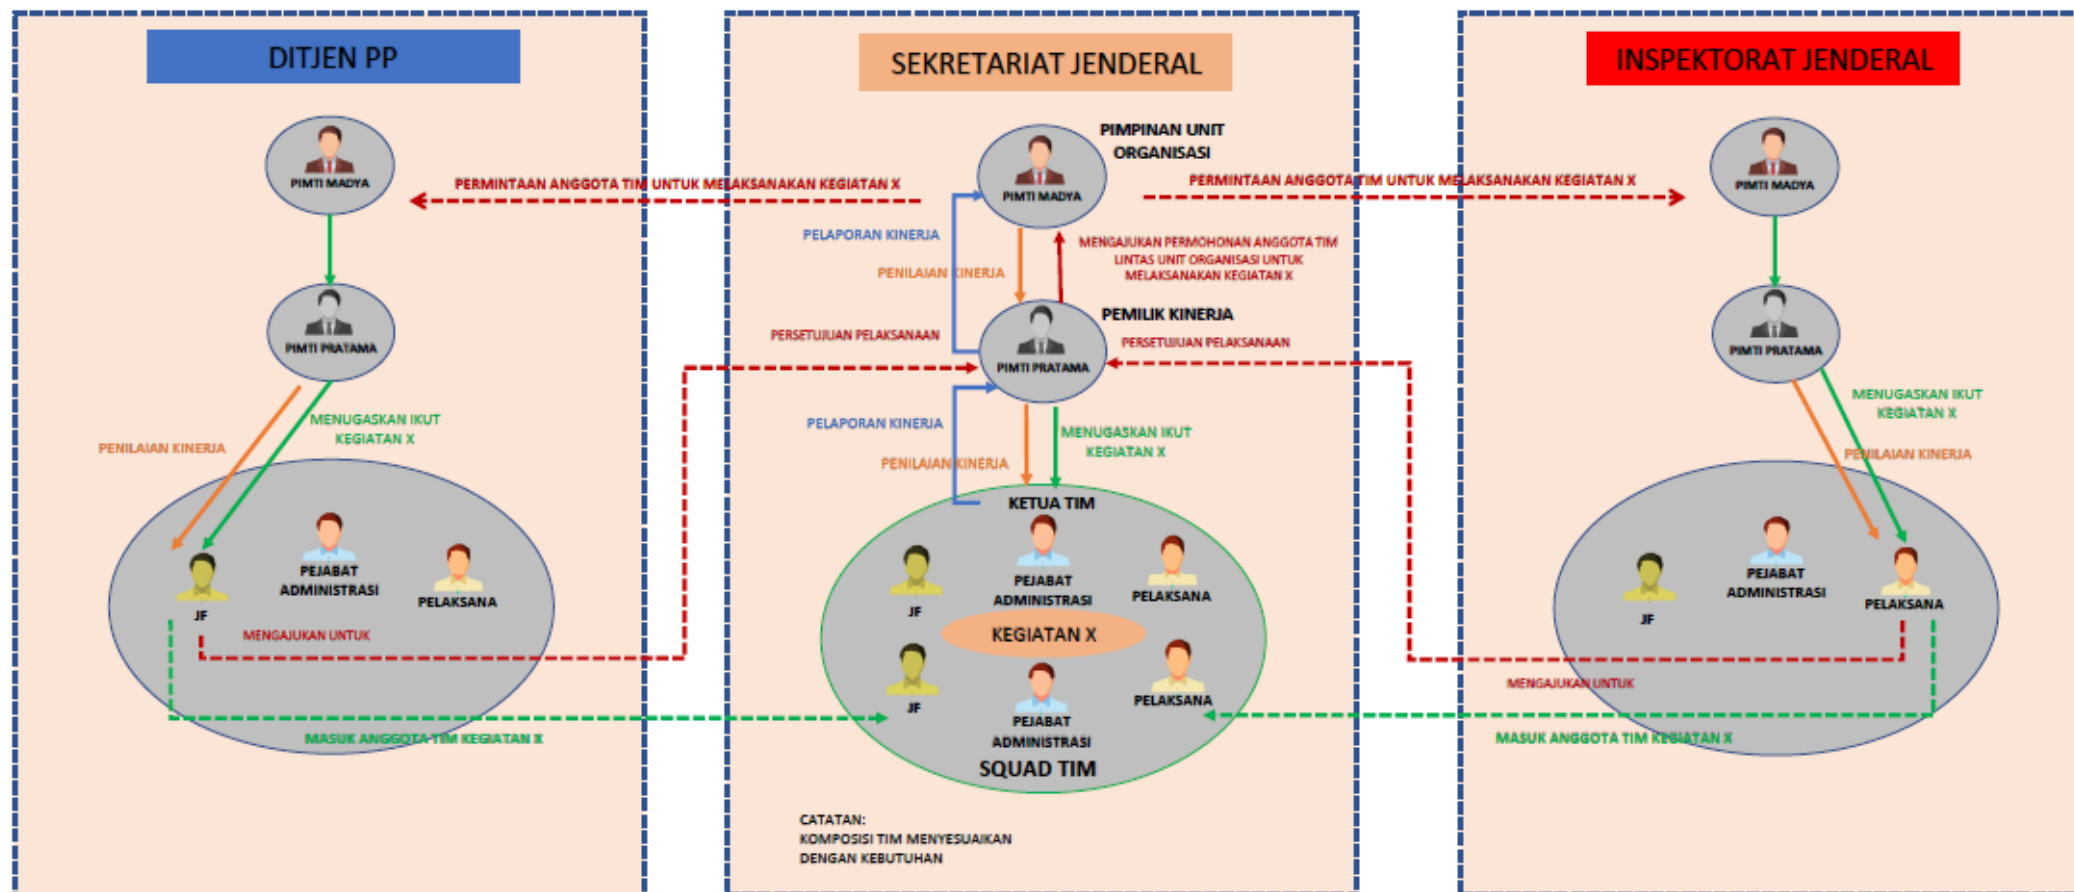 DITJEN PP
PIMTI MADYA
PIMTI PRATAMA
MENUGASKAN IKUT
KEGIATAN X
PENILAIAN KINERJA
PEJABAT
ADMINISTRASI
PELAKSANA
JF
MENGAJUKAN UNTUK
MASUK ANGGOTA TIM KEGIATAN X
PERMINTAAN ANGGOTA TIM UNTUK MELAKSANAKAN KEGIATAN X
SEKRETARIAT JENDERAL
PIMPINAN UNIT
ORGANISASI
PIMTI MADYA
PELAPORAN KINERJA
MENGAJUKAN PERMOHONAN ANGGOTA TIM
LINTAS UNIT ORGANISASI UNTUK
MELAKSANAKAN KEGIATAN X
PENILAIAN KINERJA
PEMILIK KINERJA
PERSETUJUAN PELAKSANAAN
PERSETUJUAN PELAKSANAAN
PIMTI PRATAMA
PELAPORAN KINERJA
MENUGASKAN IKUT
KEGIATAN X
PENILAIAN KINERJA
KETUA TIM
PEJABAT
ADMINISTRASI
JF
PELAKSANA
KEGIATAN X
JF
PELAKSANA
PEJABAT
ADMINISTRASI
SQUAD TIM
CATATAN:
KOMPOSISI TIM MENYESUAIKAN
DENGAN KEBUTUHAN
PERMINTAAN ANGGOTA TIM UNTUK MELAKSANAKAN KEGIATAN X
INSPEKTORAT JENDERAL
PIMTI MADYA
PIMTI PRATAMA
MENUGASKAN IKUT
KEGIATAN X
PENILAIAN KINERJA
PEJABAT
ADMINISTRASI
PELAKSANA
JF
MENGAJUKAN UNTUK
MASUK ANGGOTA TIM KEGIATAN X